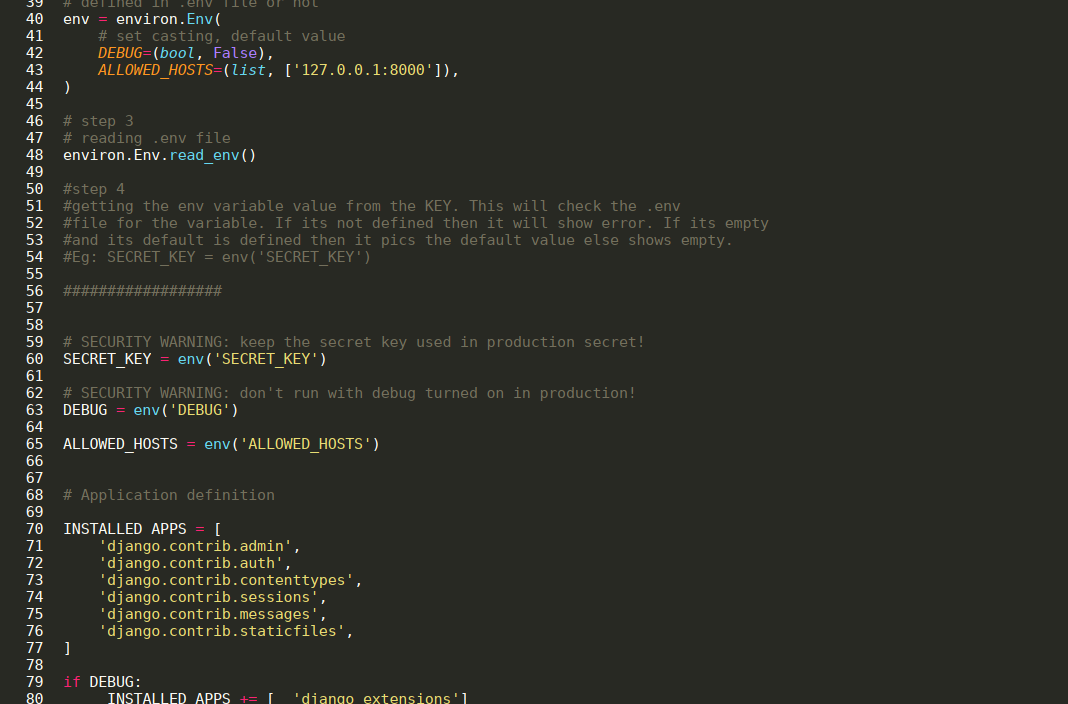 39 # defined in .env file or not
40 env = environ.Env(
41     # set casting, default value
42     DEBUG=(bool, False),
43     ALLOWED_HOSTS=(list, ['127.0.0.1:8000']),
44 )
45
46 # step 3
47 # reading .env file
48 environ.Env.read_env()
49
50 #step 4
51 #getting the env variable value from the KEY. This will check the .env
52 #file for the variable. If its not defined then it will show error. If its empty
53 #and its default is defined then it pics the default value else shows empty.
54 #Eg: SECRET_KEY = env('SECRET_KEY')
55
56 ##################
57
58
59 # SECURITY WARNING: keep the secret key used in production secret!
60 SECRET_KEY = env('SECRET_KEY')
61
62 # SECURITY WARNING: don't run with debug turned on in production!
63 DEBUG = env('DEBUG')
64
65 ALLOWED_HOSTS = env('ALLOWED_HOSTS')
66
67
68 # Application definition
69
70 INSTALLED_APPS = [
71     'django.contrib.admin',
72     'django.contrib.auth',
73     'django.contrib.contenttypes',
74     'django.contrib.sessions',
75     'django.contrib.messages',
76     'django.contrib.staticfiles',
77 ]
78
79 if DEBUG:
80      INSTALLED_APPS += [  'django_extensions']